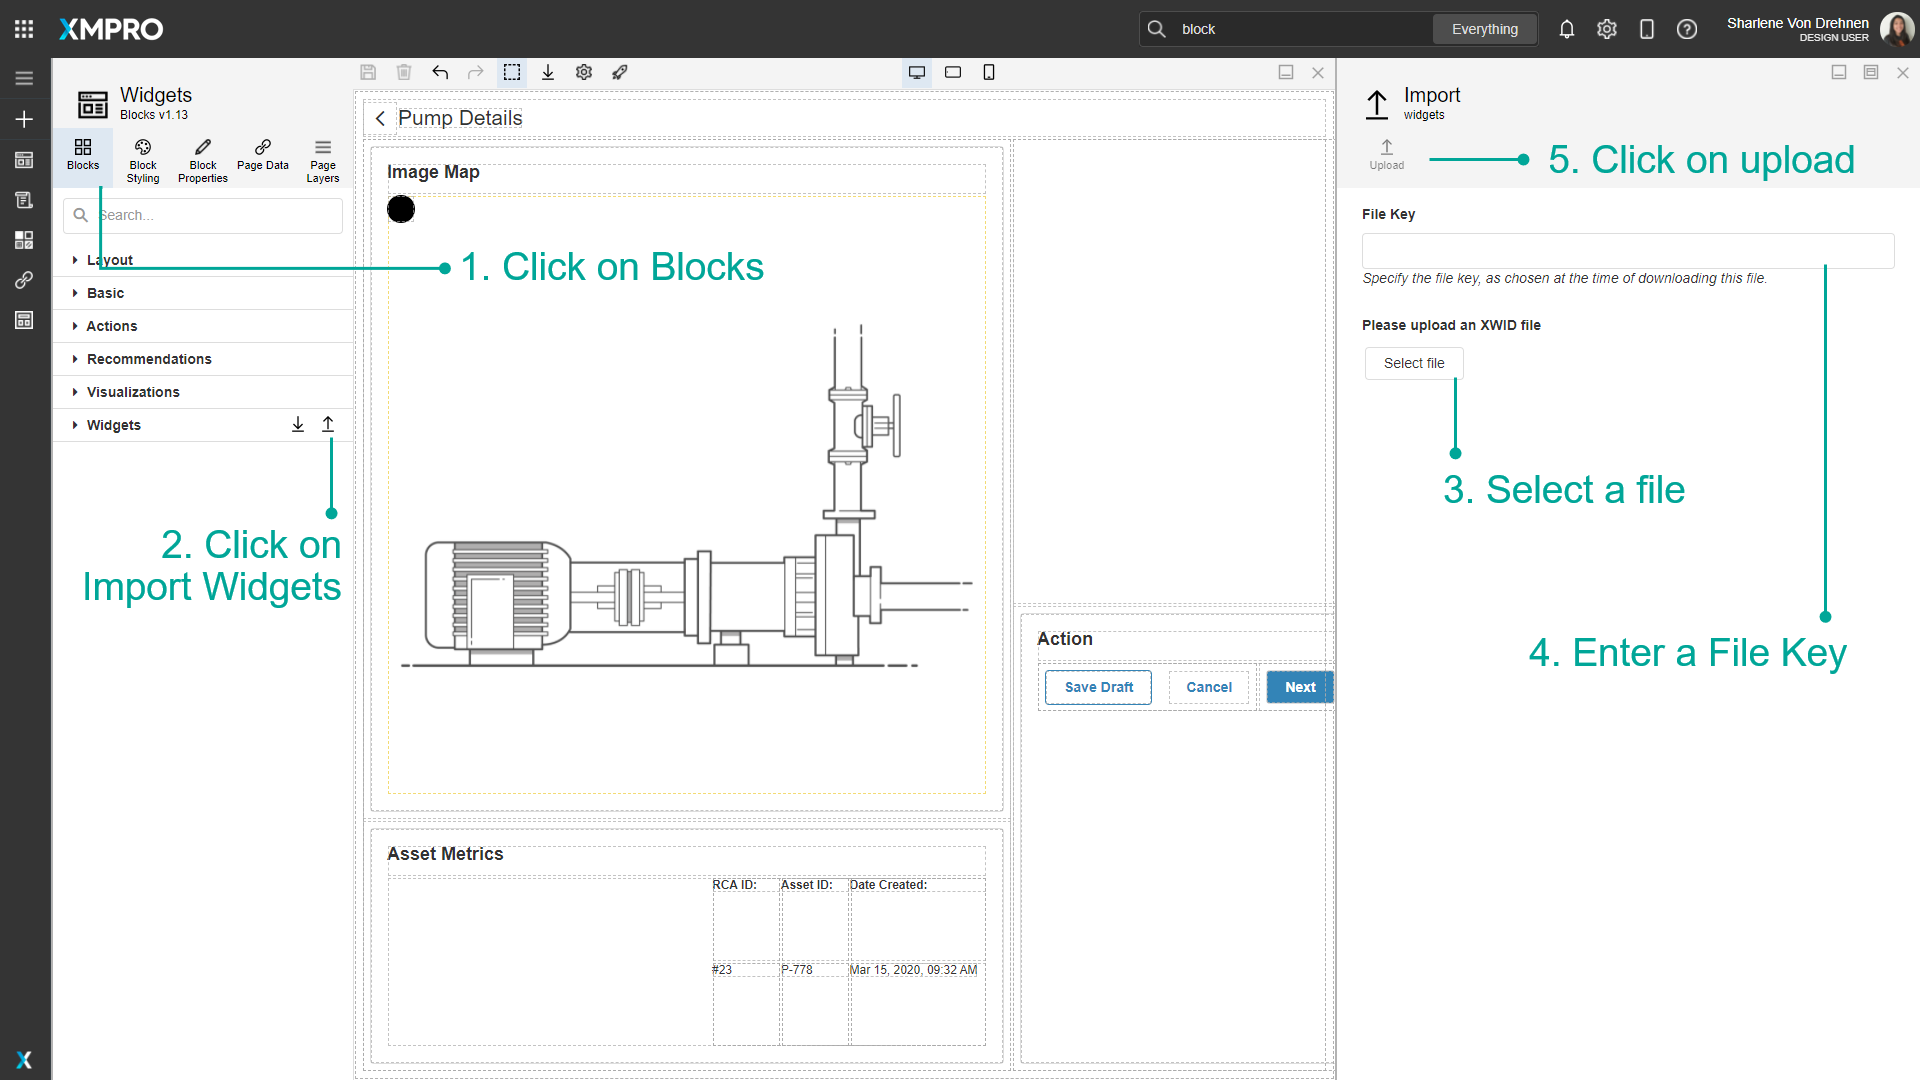 XMPRO
block
Everything
Sharlene Von Drehnen
DESIGN USER
Widgets
Blocks v1.13
Blocks
Block Styling
Block Properties
Page Data
Page Layers
Search...
Layout
Basic
Actions
Recommendations
Visualizations
Widgets
1. Click on Blocks
2. Click on
Import Widgets
Pump Details
Image Map
Asset Metrics
RCA ID:
Asset ID:
Date Created:
#23
P-778
Mar 15, 2020, 09:32 AM
Action
Save Draft
Cancel
Next
Import
widgets
Upload
5. Click on upload
File Key
Specify the file key, as chosen at the time of downloading this file.
Please upload an XWID file
Select file
3. Select a file
4. Enter a File Key
X